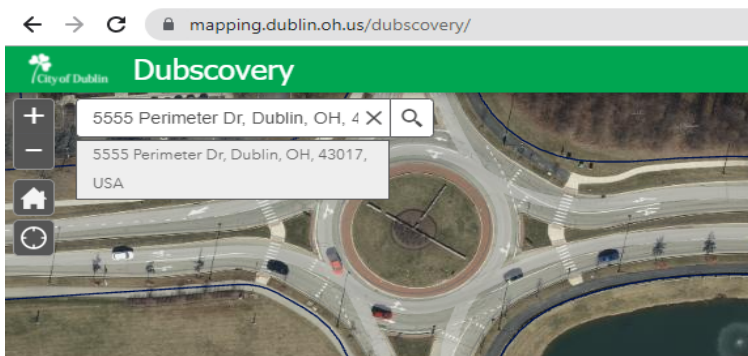 mapping.dublin.oh.us/dubscovery/
City of Dublin
Dubscovery
5555 Perimeter Dr, Dublin, OH, 4
5555 Perimeter Dr, Dublin, OH, 43017,
USA